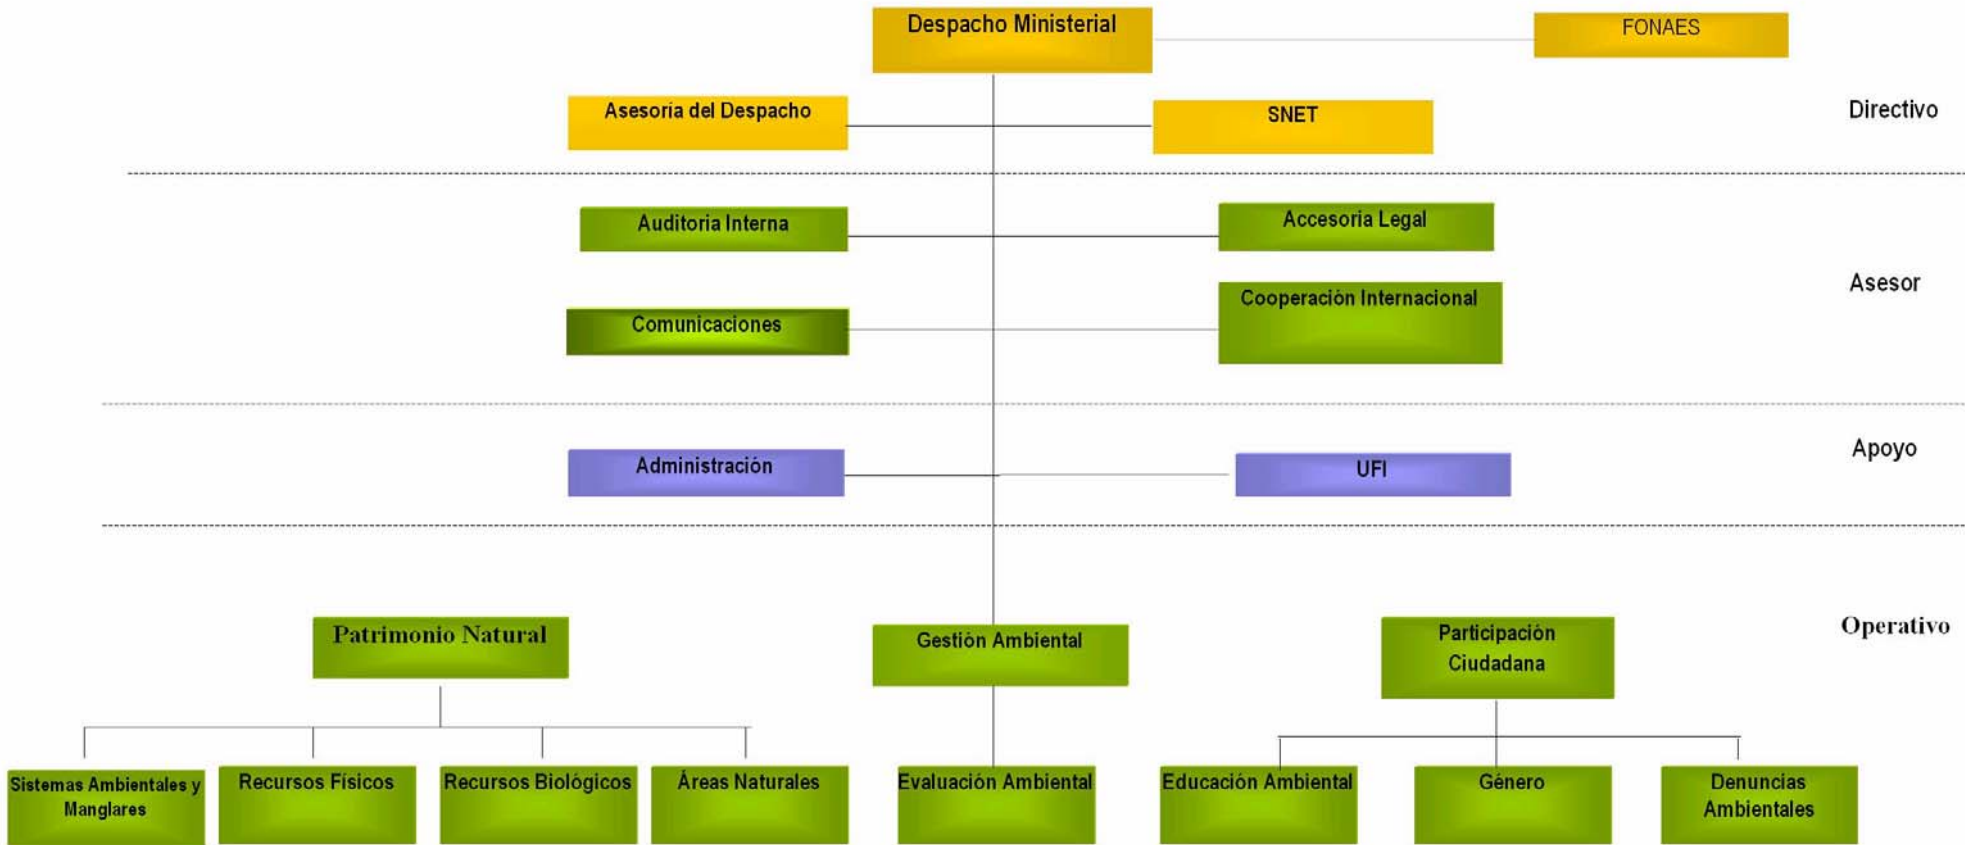 Despacho Ministerial
FONAES
Asesoría del Despacho
SNET
Directivo
Auditoria Interna
Accesoria Legal
Asesor
Cooperación Internacional
Comunicaciones
Administración
UFI
Apoyo
Patrimonio Natural
Gestión Ambiental
Participación
Ciudadana
Operativo
Sistemas Ambientales y
Manglares
Recursos Físicos
Recursos Biológicos
Áreas Naturales
Evaluación Ambiental
Educación Ambiental
Género
Denuncias
Ambientales